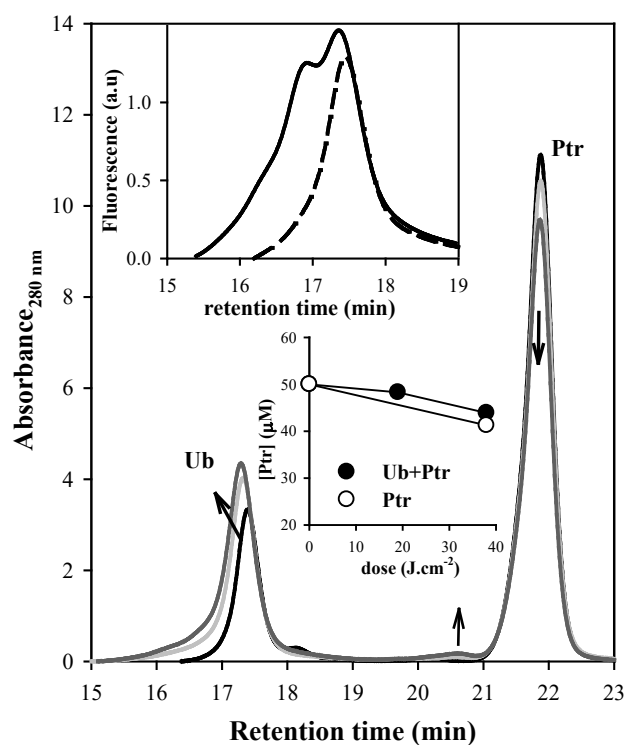 14
12
10
8
6
4
2
0
Absorbance280 nm
15 16 17 18 19 20 21 22 23
Retention time (min)
Ub
Ptr
1.0
0.5
0.0
Fluorescence (a.u)
15 16 17 18 19
retention time (min)
60
50
40
30
20
[Ptr] (µM)
Ub+Ptr
Ptr
0 10 20 30 40
dose (J.cm-2)